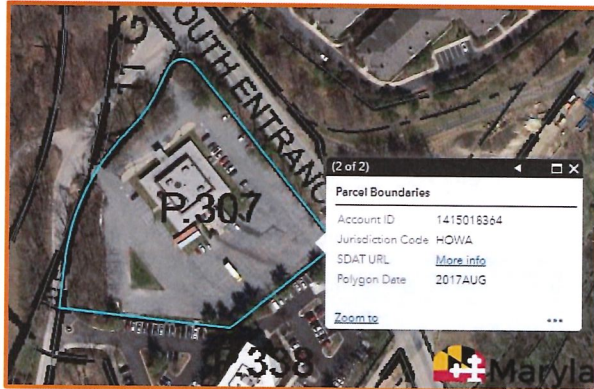 SOUTH ENTRANC
P.307
(2 of 2)
Parcel Boundaries
Account ID 1415018364
Jurisdiction Code HOWA
SDAT URL More info
Polygon Date 2017AUG
Zoom to
338
Maryla